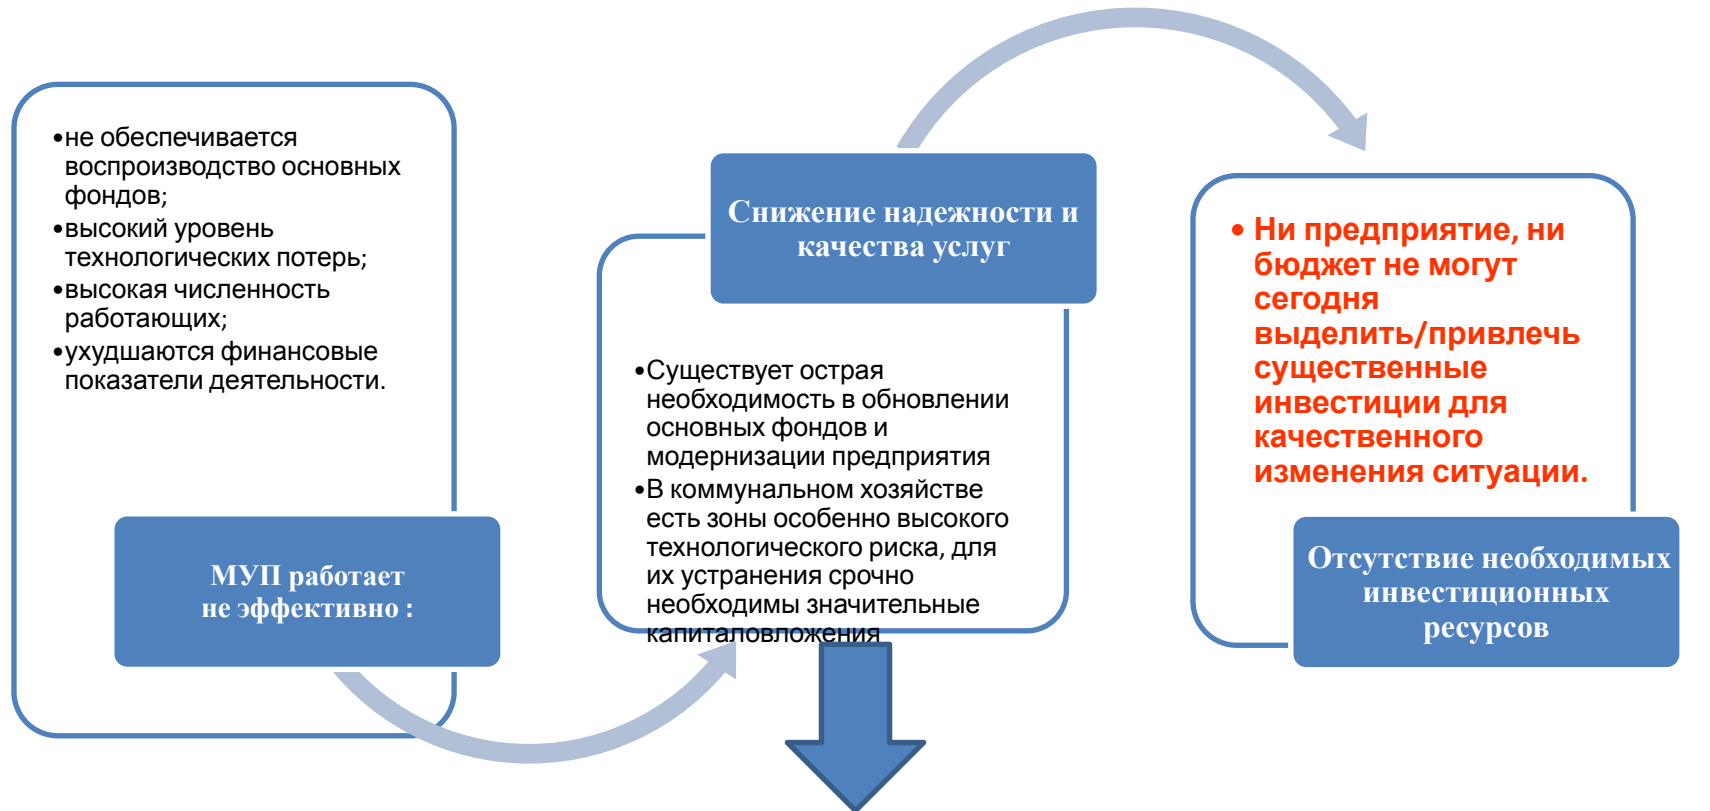 •не обеспечивается
воспроизводство основных
фондов;
•высокий уровень
технологических потерь;
•высокая численность
работающих;
•ухудшаются финансовые
показатели деятельности.
МУП работает
не эффективно :
Снижение надежности и
качества услуг
•Существует острая
необходимость в обновлении
основных фондов и
модернизации предприятия
•В коммунальном хозяйстве
есть зоны особенно высокого
технологического риска, для
их устранения срочно
необходимы значительные
капиталовложения
• Ни предприятие, ни
бюджет не могут
сегодня
выделить/привлечь
существенные
инвестиции для
качественного
изменения ситуации.
Отсутствие необходимых
инвестиционных
ресурсов